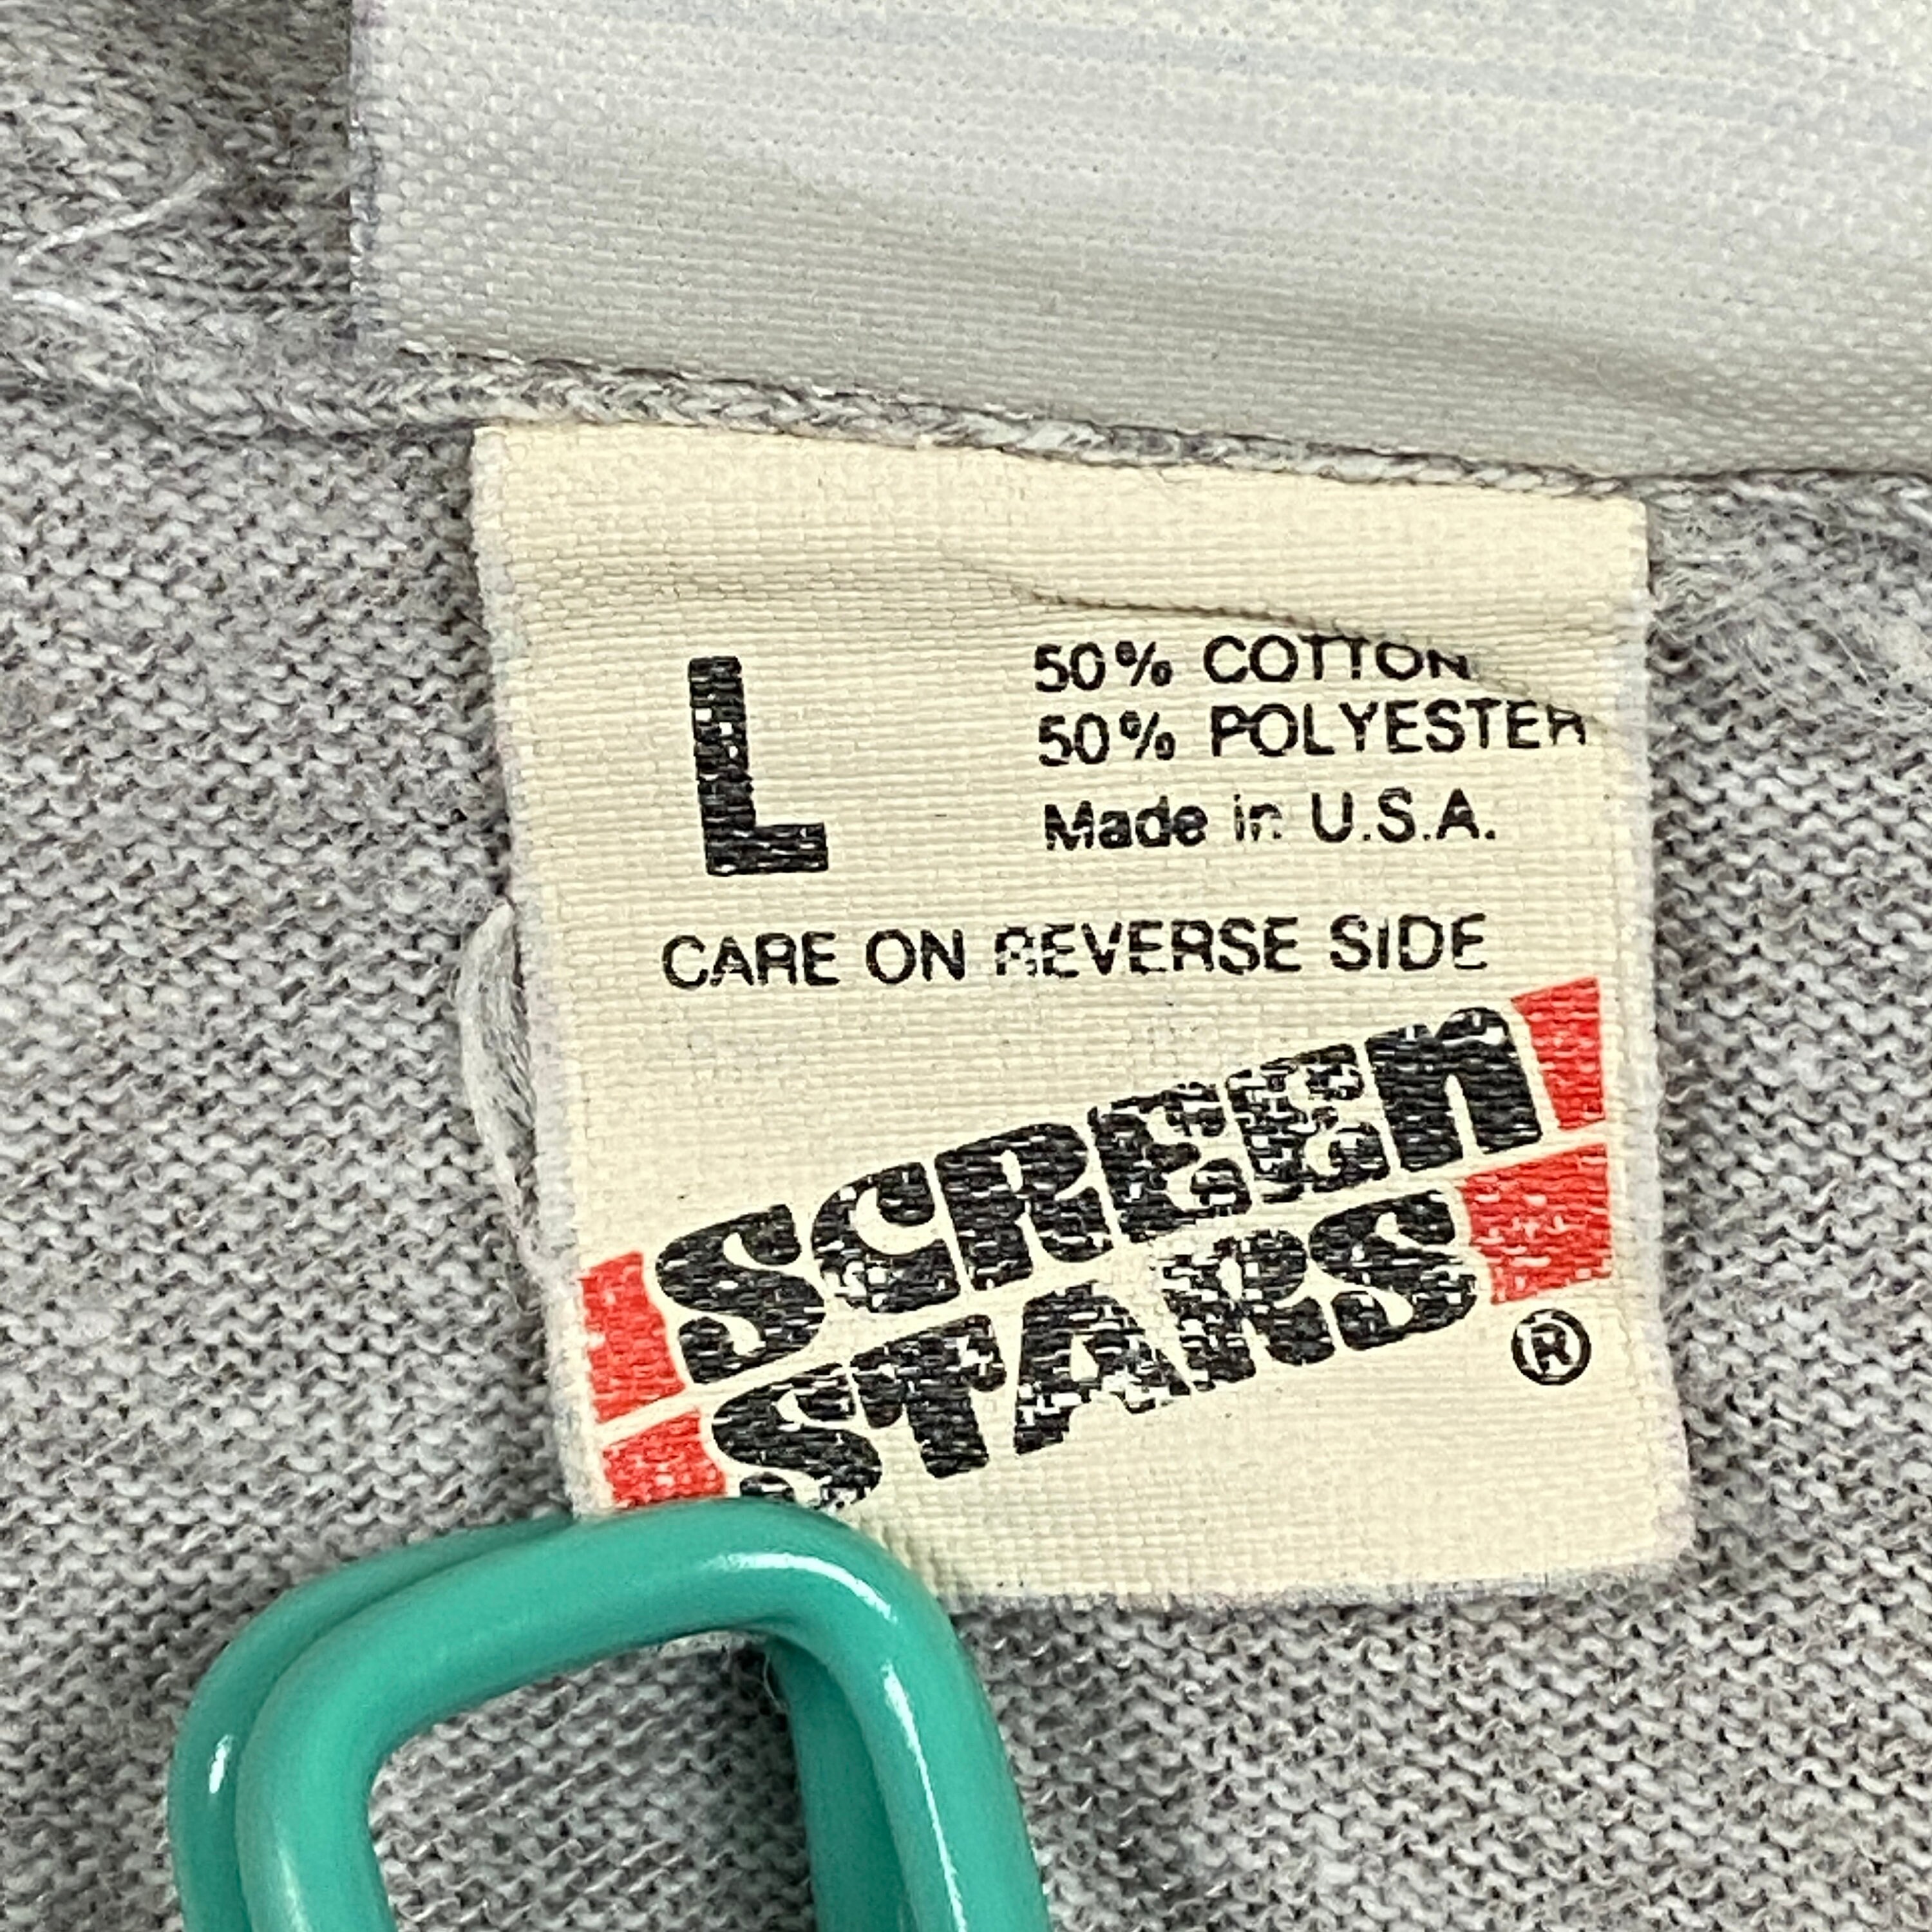 L
50% COTTON
50% POLYESTER
Made in U.S.A.
CARE ON REVERSE SIDE
SCREEN
STARS
®